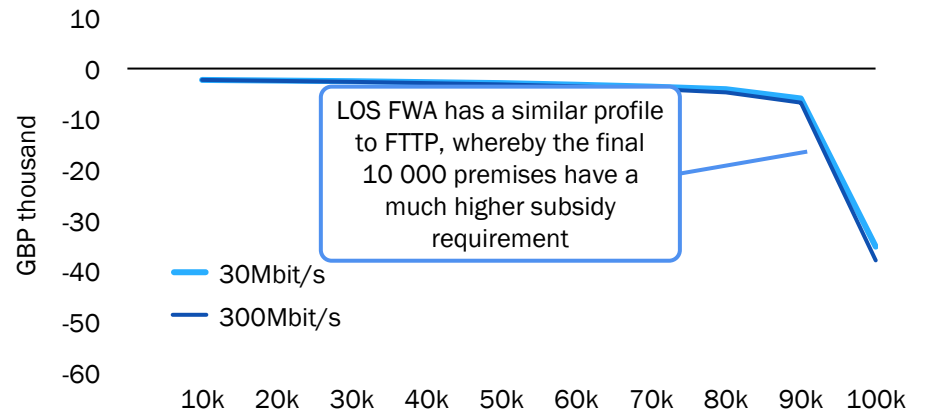 10
0
-10
-20
-30
-40
-50
-60
GBP thousand
LOS FWA has a similar profile
to FTTP, whereby the final
10 000 premises have a
much higher subsidy
requirement
30Mbit/s
300Mbit/s
10k 20k 30k 40k 50k 60k 70k 80k 90k 100k